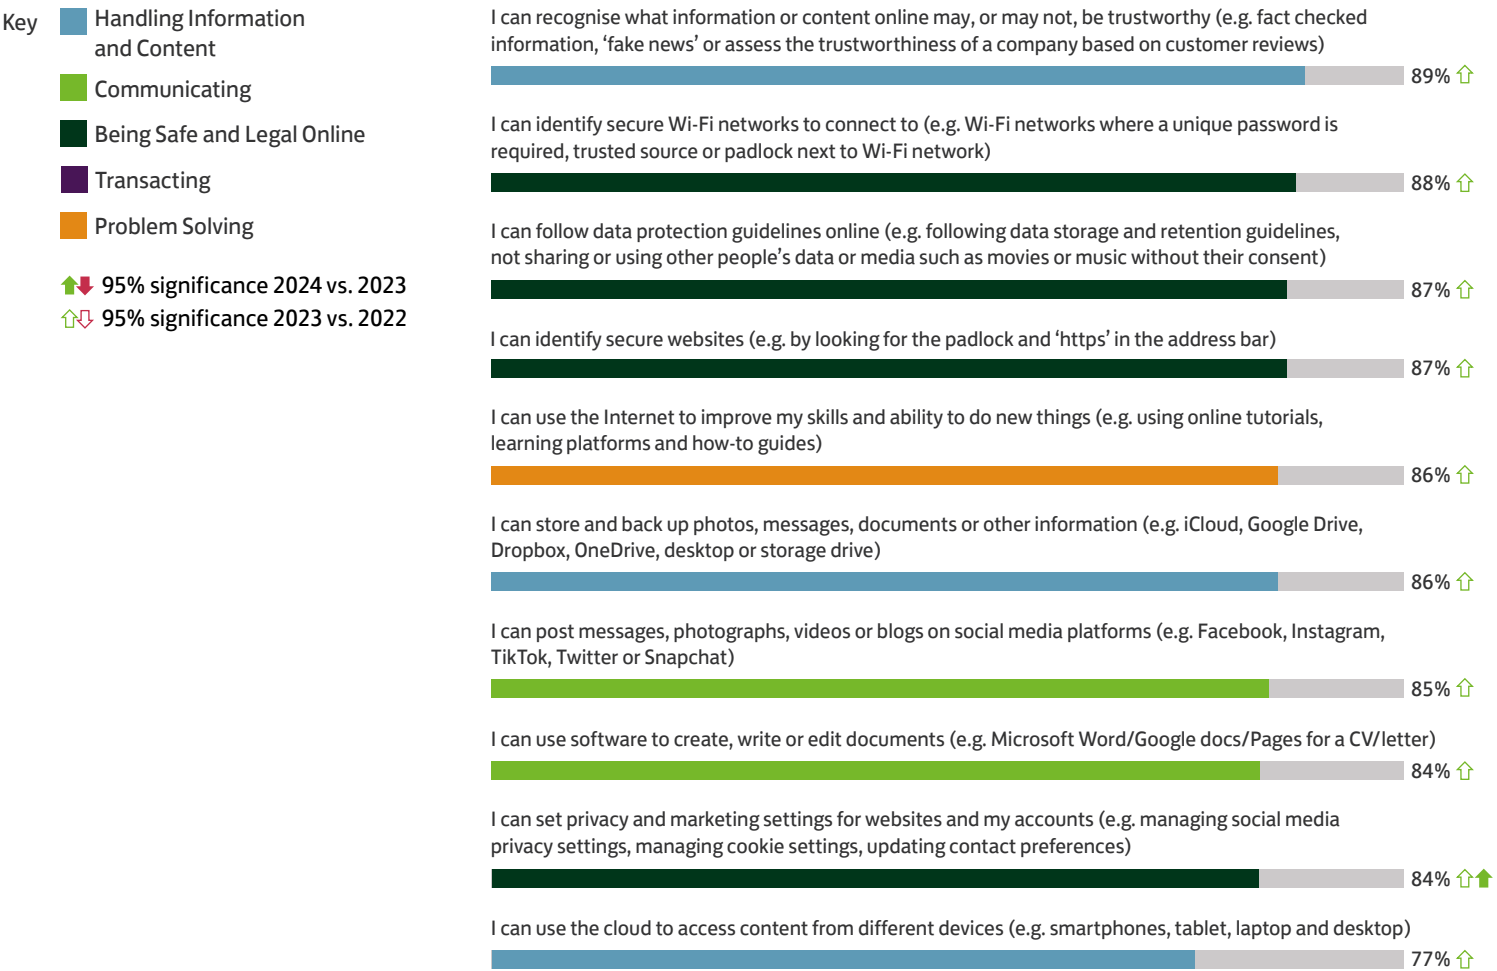 Key
Handling Information
and Content
Communicating
Being Safe and Legal Online
Transacting
Problem Solving
95% significance 2024 vs. 2023
95% significance 2023 vs. 2022
I can recognise what information or content online may, or may not, be trustworthy (e.g. fact checked
information, ‘fake news’ or assess the trustworthiness of a company based on customer reviews)
89%
I can identify secure Wi-Fi networks to connect to (e.g. Wi-Fi networks where a unique password is
required, trusted source or padlock next to Wi-Fi network)
88%
I can follow data protection guidelines online (e.g. following data storage and retention guidelines,
not sharing or using other people’s data or media such as movies or music without their consent)
87%
I can identify secure websites (e.g. by looking for the padlock and ‘https’ in the address bar)
87%
I can use the Internet to improve my skills and ability to do new things (e.g. using online tutorials,
learning platforms and how-to guides)
86%
I can store and back up photos, messages, documents or other information (e.g. iCloud, Google Drive,
Dropbox, OneDrive, desktop or storage drive)
86%
I can post messages, photographs, videos or blogs on social media platforms (e.g. Facebook, Instagram,
TikTok, Twitter or Snapchat)
85%
I can use software to create, write or edit documents (e.g. Microsoft Word/Google docs/Pages for a CV/letter)
84%
I can set privacy and marketing settings for websites and my accounts (e.g. managing social media
privacy settings, managing cookie settings, updating contact preferences)
84%
I can use the cloud to access content from different devices (e.g. smartphones, tablet, laptop and desktop)
77%